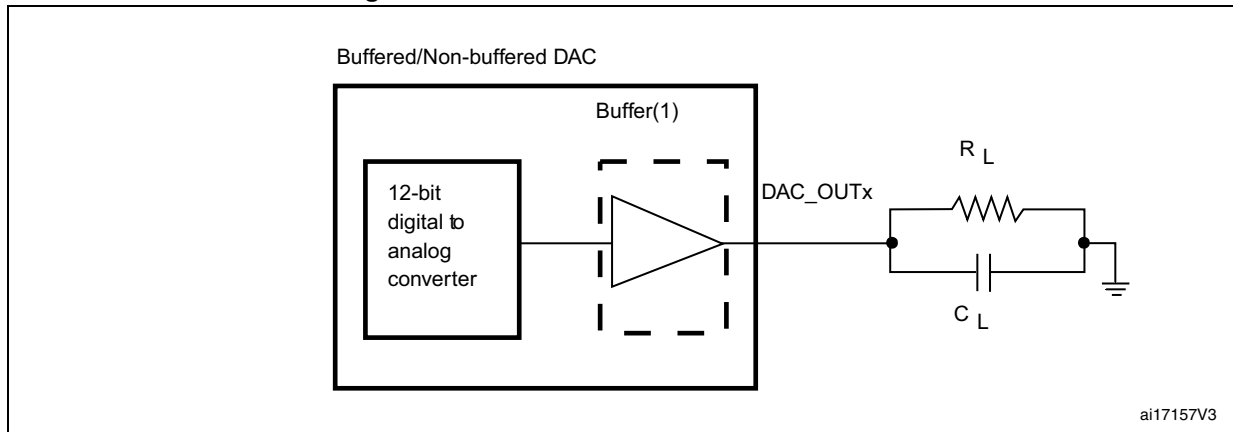 Buffered/Non-buffered DAC
Buffer(1)
12-bit
digital to
analog
converter
DAC_OUTx
R L
C L
ai17157V3